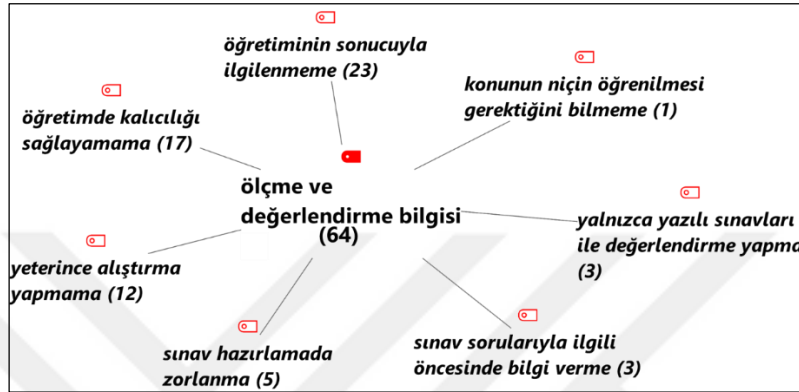 öğretiminin sonucuyla
ilgilenmeme (23)
konunun niçin öğrenilmesi
gerektiğini bilmeme (1)
öğretimde kalıcılığı
sağlayamama (17)
ölçme ve
değerlendirme bilgisi
(64)
yalnızca yazılı sınavları
ile değerlendirme yapma
(3)
yeterince alıştırma
yapmama (12)
sınav hazırlamada
zorlanma (5)
sınav sorularıyla ilgili
öncesinde bilgi verme (3)